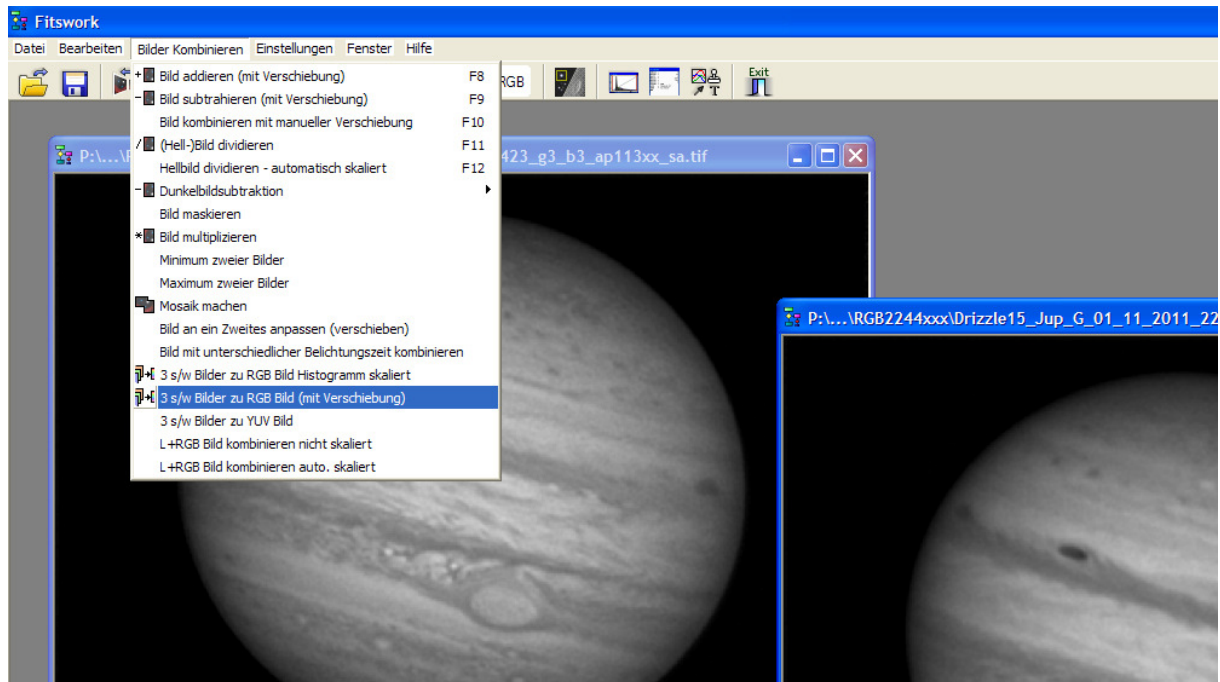 Fitswork
Datei Bearbeiten Bilder Kombinieren Einstellungen Fenster Hilfe
RGB
Exit
Bild addieren (mit Verschiebung) F8
Bild subtrahieren (mit Verschiebung) F9
Bild kombinieren mit manueller Verschiebung F10
(Hell-)Bild dividieren F11
Hellbild dividieren - automatisch skaliert F12
Dunkelbildsubtraktion
Bild maskieren
Bild multiplizieren
Minimum zweier Bilder
Maximum zweier Bilder
Mosaik machen
Bild an ein Zweites anpassen (verschieben)
Bild mit unterschiedlicher Belichtungszeit kombinieren
3 s/w Bilder zu RGB Bild Histogramm skaliert
3 s/w Bilder zu RGB Bild (mit Verschiebung)
3 s/w Bilder zu YUV Bild
L+RGB Bild kombinieren nicht skaliert
L+RGB Bild kombinieren auto. skaliert
P:\...\ 423_g3_b3_ap113xx_sa.tif
P:\...\RGB2244xxx\Drizzle15_Jup_G_01_11_2011_22